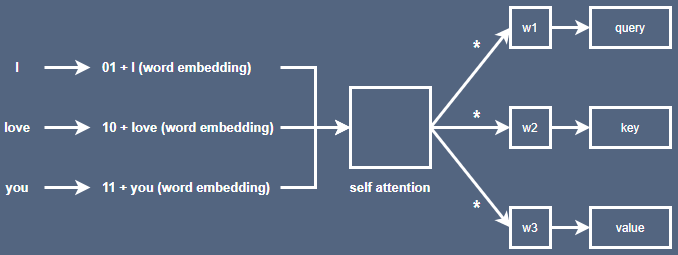 I
01 + I (word embedding)
love
10 + love (word embedding)
you
11 + you (word embedding)
self attention
*
w1
query
*
w2
key
*
w3
value